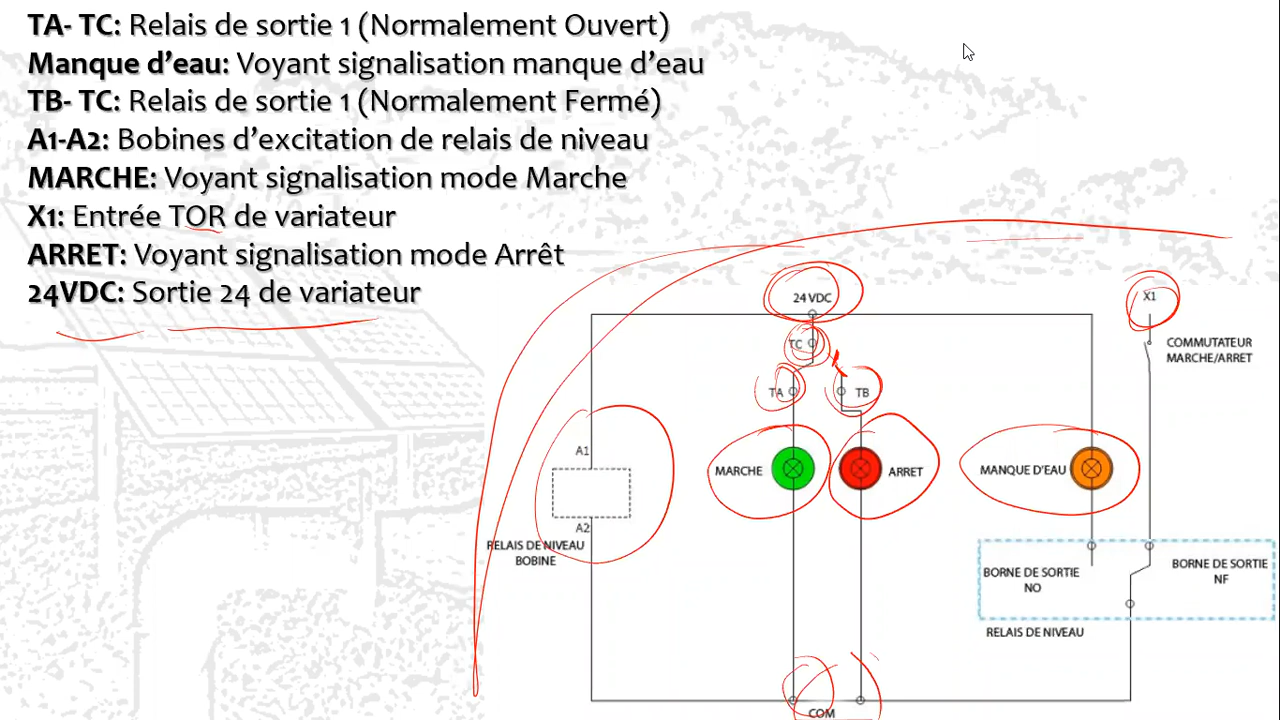 TA- TC: Relais de sortie 1 (Normalement Ouvert)
Manque d’eau: Voyant signalisation manque d’eau
TB- TC: Relais de sortie 1 (Normalement Fermé)
A1-A2: Bobines d’excitation de relais de niveau
MARCHE: Voyant signalisation mode Marche
X1: Entrée TOR de variateur
ARRET: Voyant signalisation mode Arrêt
24VDC: Sortie 24 de variateur
24 VDC
X1
TC
COMMUTATEUR
MARCHE/ARRET
TA
TB
A1
MARCHE
ARRET
MANQUE D'EAU
A2
RELAIS DE NIVEAU
BOBINE
BORNE DE SORTIE
NO
BORNE DE SORTIE
NF
RELAIS DE NIVEAU
COM